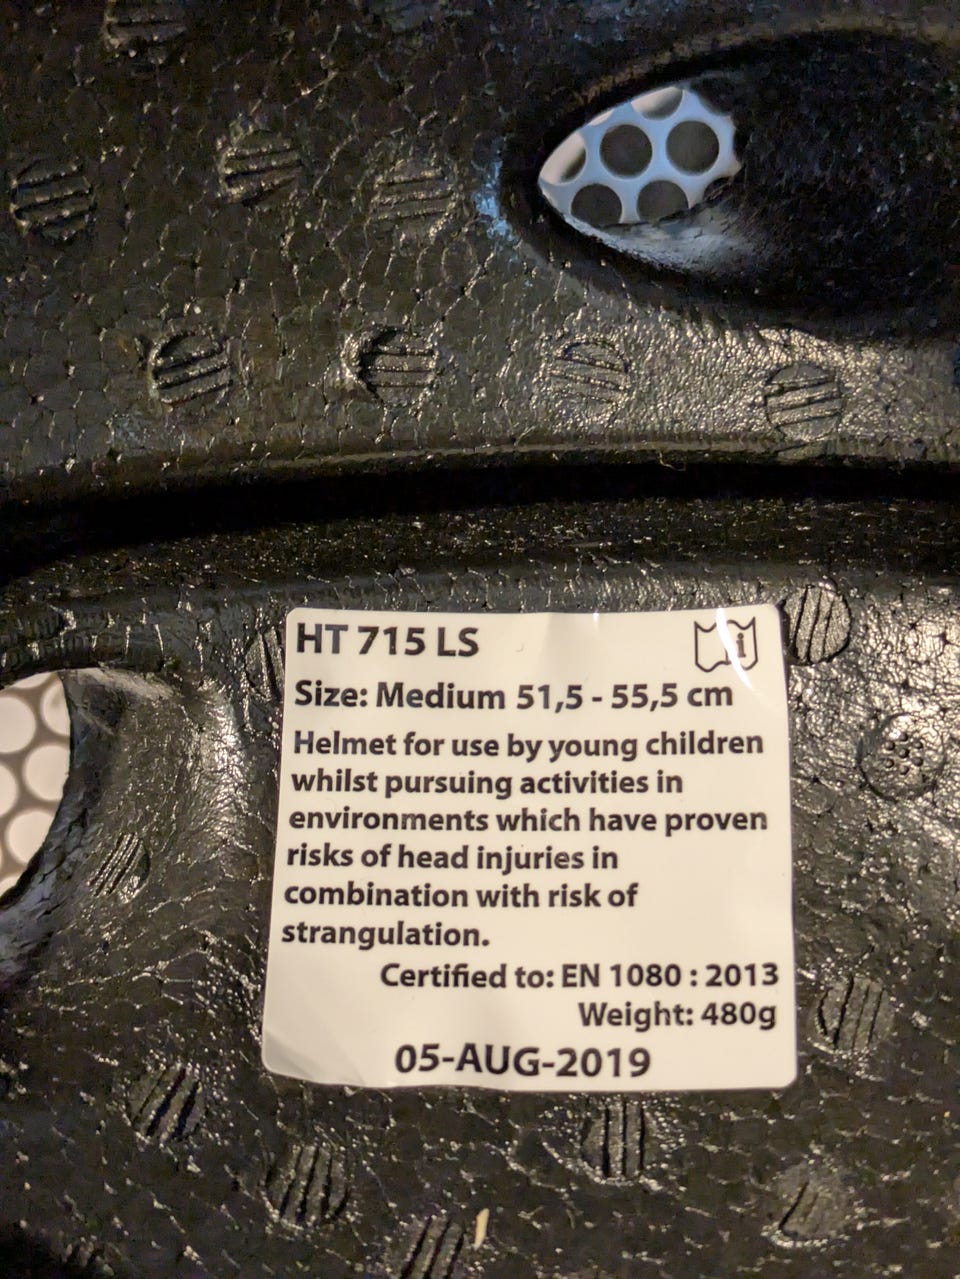 HT 715 LS
Size: Medium 51,5 - 55,5 cm
Helmet for use by young children
whilst pursuing activities in
environments which have proven
risks of head injuries in
combination with risk of
strangulation.
Certified to: EN 1080 : 2013
Weight: 480g
05-AUG-2019